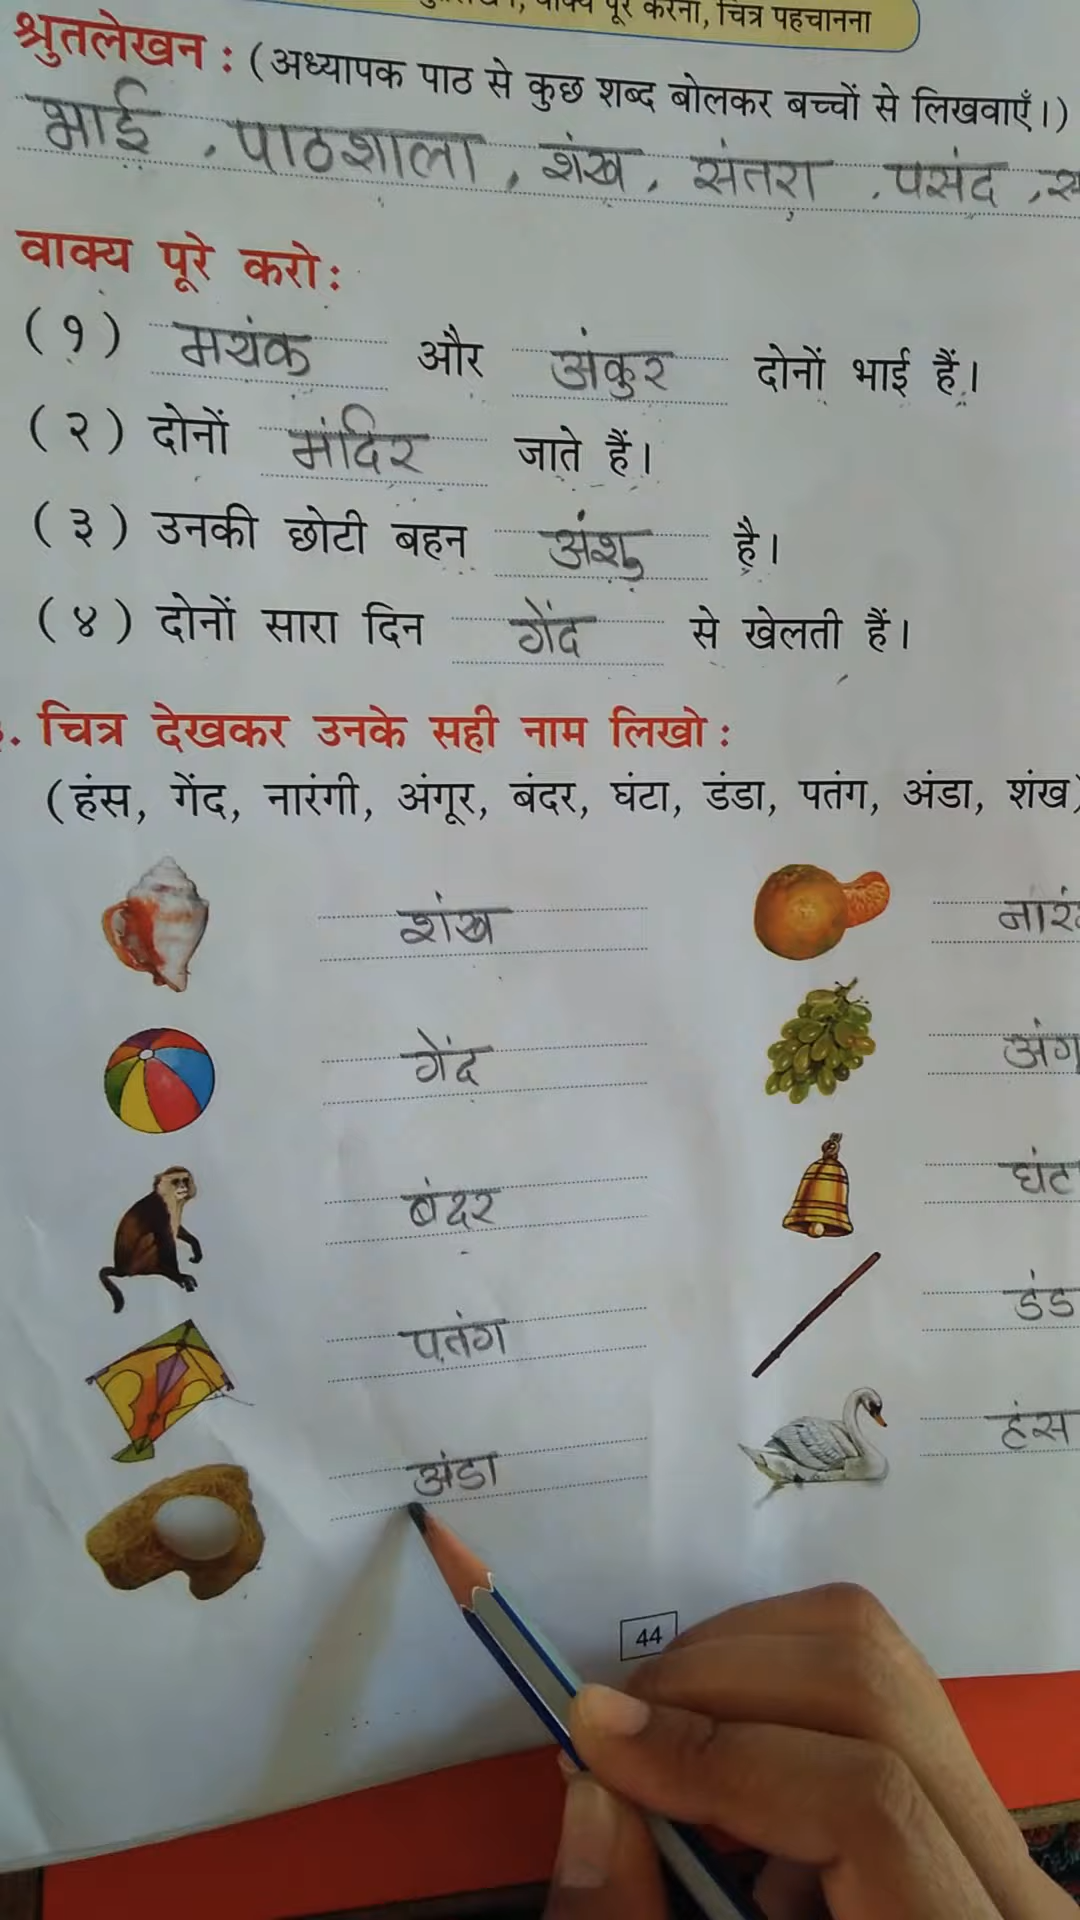 वाक्य पूरे करना, चित्र पहचानना
श्रुतलेखन : (अध्यापक पाठ से कुछ शब्द बोलकर बच्चों से लिखवाएँ।)
भाई , पाठशाला , शंख , संतरा , पसंद ,
वाक्य पूरे करो :
(१) मयंक और अंकुर दोनों भाई हैं।
(२) दोनों मंदिर जाते हैं।
(३) उनकी छोटी बहन अंशु है।
(४) दोनों सारा दिन गेंद से खेलती हैं।
. चित्र देखकर उनके सही नाम लिखो :
(हंस, गेंद, नारंगी, अंगूर, बंदर, घंटा, डंडा, पतंग, अंडा, शंख)
शंख नारं
गेंद अंग
बंदर घंट
पतंग डंड
अंडा हंस
44